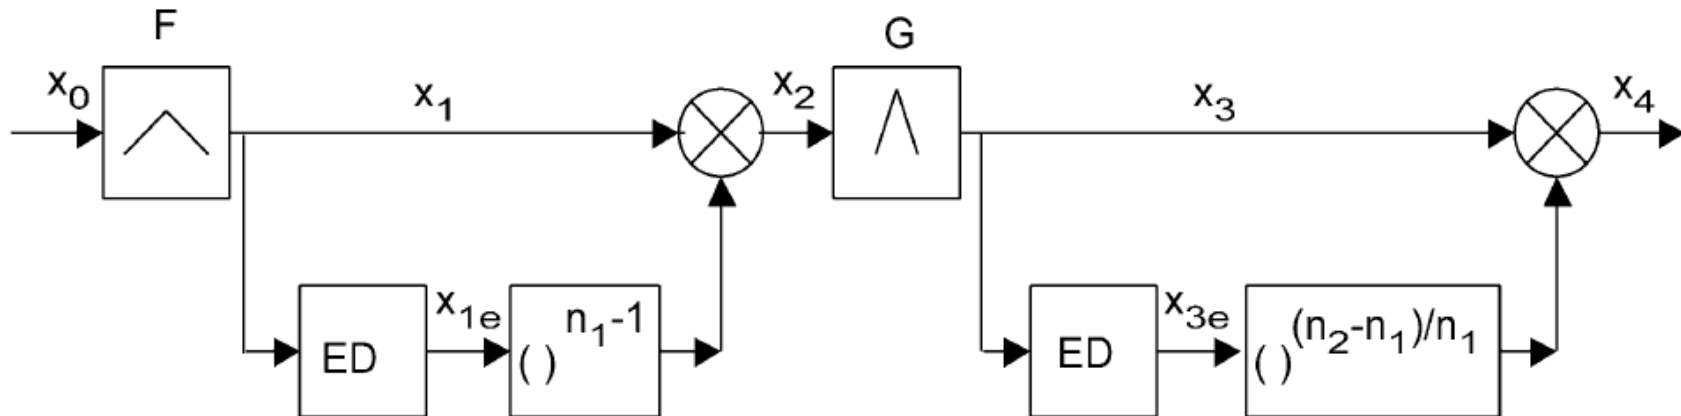 F
G
x₀
x₁
x₂
x₃
x₄
ED
x₁ₑ
( )ⁿ₁⁻¹
ED
x₃ₑ
( )^(n₂-n₁)/n₁